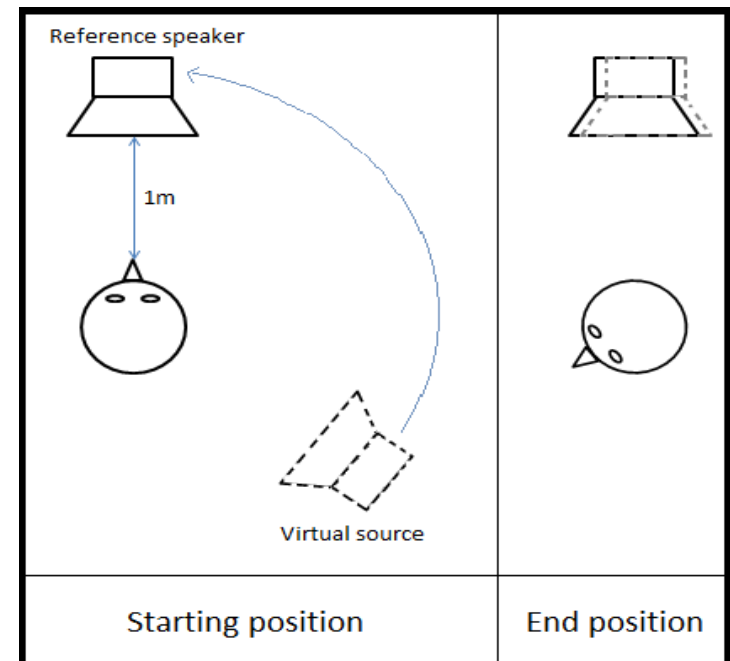 Reference speaker
1m
Virtual source
Starting position
End position